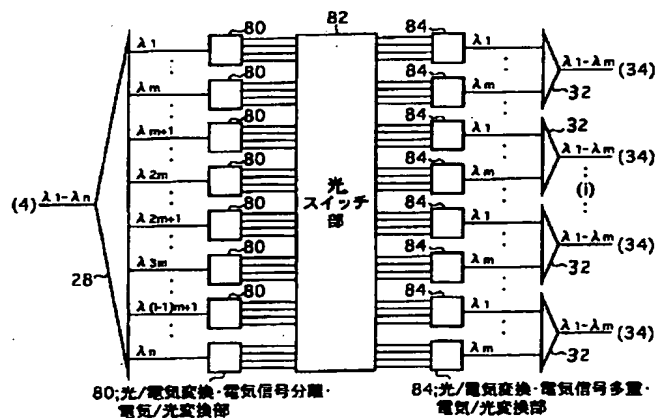 80 82 84
λ1 λ1 λ1-λm (34)
80 84
λm λm 32
80 84 32
λm+1 λ1
80 84 λ1-λm (34)
λ2m 光 λm
(4) λ1-λn スイッチ (i)
80 部 84
λ2m+1 λ1
80 84 λ1-λm (34)
28 λ3m λm 32
80 84
λ(i-1)m+1 λ1
λ1-λm (34)
λn λm 32
80;光/電気変換・電気信号分離・ 84;光/電気変換・電気信号多重・
電気/光変換部 電気/光変換部